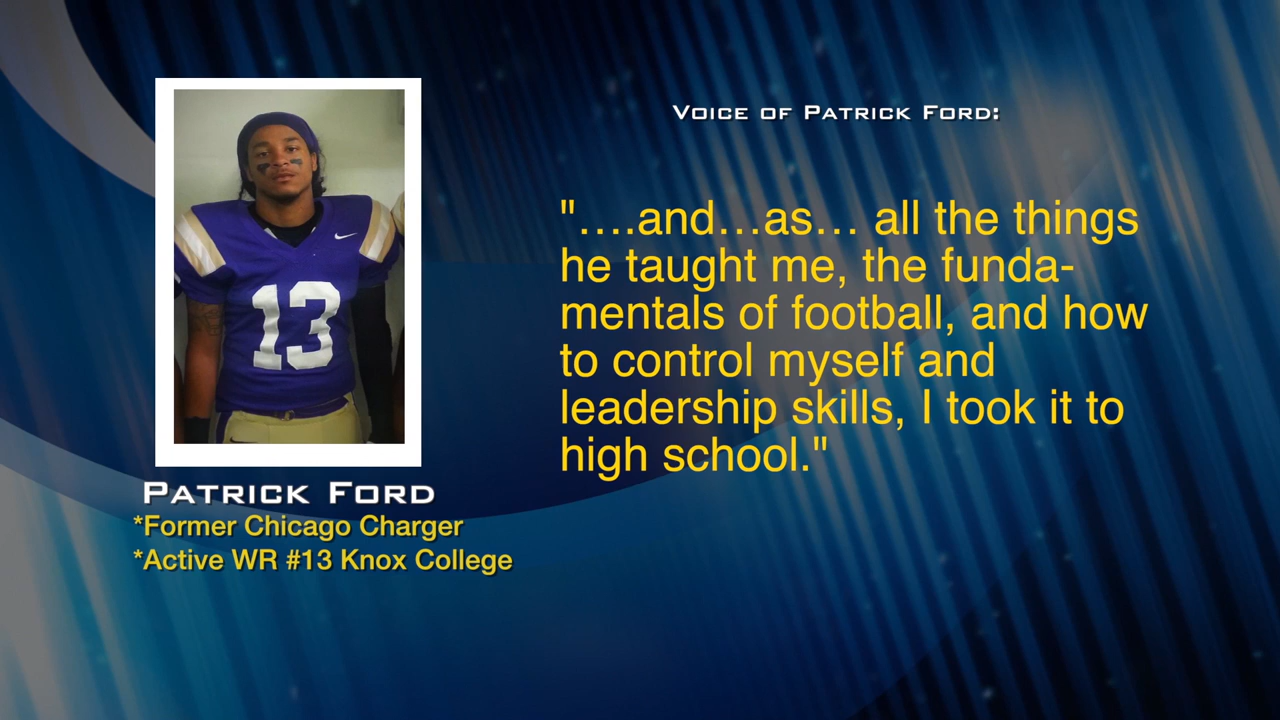 VOICE OF PATRICK FORD:
"....and...as... all the things
he taught me, the funda-
mentals of football, and how
to control myself and
leadership skills, I took it to
high school."
13
PATRICK FORD
*Former Chicago Charger
*Active WR #13 Knox College